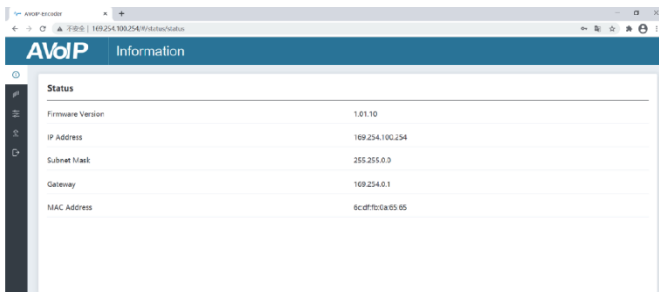 AVoIP Encoder
不安全 | 169.254.100.254/#/status/status
AVoIP Information
Status
Firmware Version 1.01.10
IP Address 169.254.100.254
Subnet Mask 255.255.0.0
Gateway 169.254.0.1
MAC Address 6c:df:fb:0a:65:65